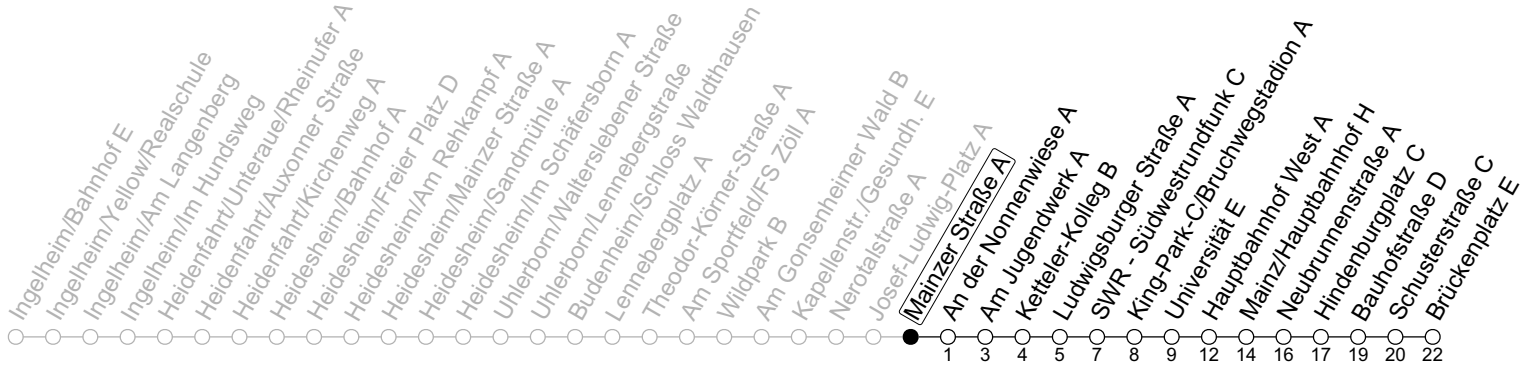 Ingelheim/Bahnhof E
Ingelheim/Yellow/Realschule
Ingelheim/Am Langenberg
Ingelheim/Im Hundsweg
Heidenfahrt/Unteraue/Rheinufer A
Heidenfahrt/Auxonner Straße
Heidenfahrt/Kirchenweg A
Heidesheim/Bahnhof A
Heidesheim/Freier Platz D
Heidesheim/Am Rehkampf A
Heidesheim/Mainzer Straße A
Heidesheim/Sandmühle A
Heidesheim/Im Schäfersborn A
Uhlerborn/Walterslebener Straße
Uhlerborn/Lennebergstraße
Budenheim/Schloss Waldthausen
Lennebergplatz A
Theodor-Körner-Straße A
Am Sportfeld/FS Zöll A
Wildpark B
Am Gonsenheimer Wald B
Kapellenstr./Gesundh. E
Nerotalstraße A
Josef-Ludwig-Platz A
Mainzer Straße A
An der Nonnenwiese A
Am Jugendwerk A
Ketteler-Kolleg B
Ludwigsburger Straße A
SWR - Südwestrundfunk C
King-Park-C/Bruchwegstadion A
Universität E
Hauptbahnhof West A
Mainz/Hauptbahnhof H
Neubrunnenstraße A
Hindenburgplatz C
Bauhofstraße D
Schusterstraße C
Brückenplatz E
1 3 4 5 7 8 9 12 14 16 17 19 20 22